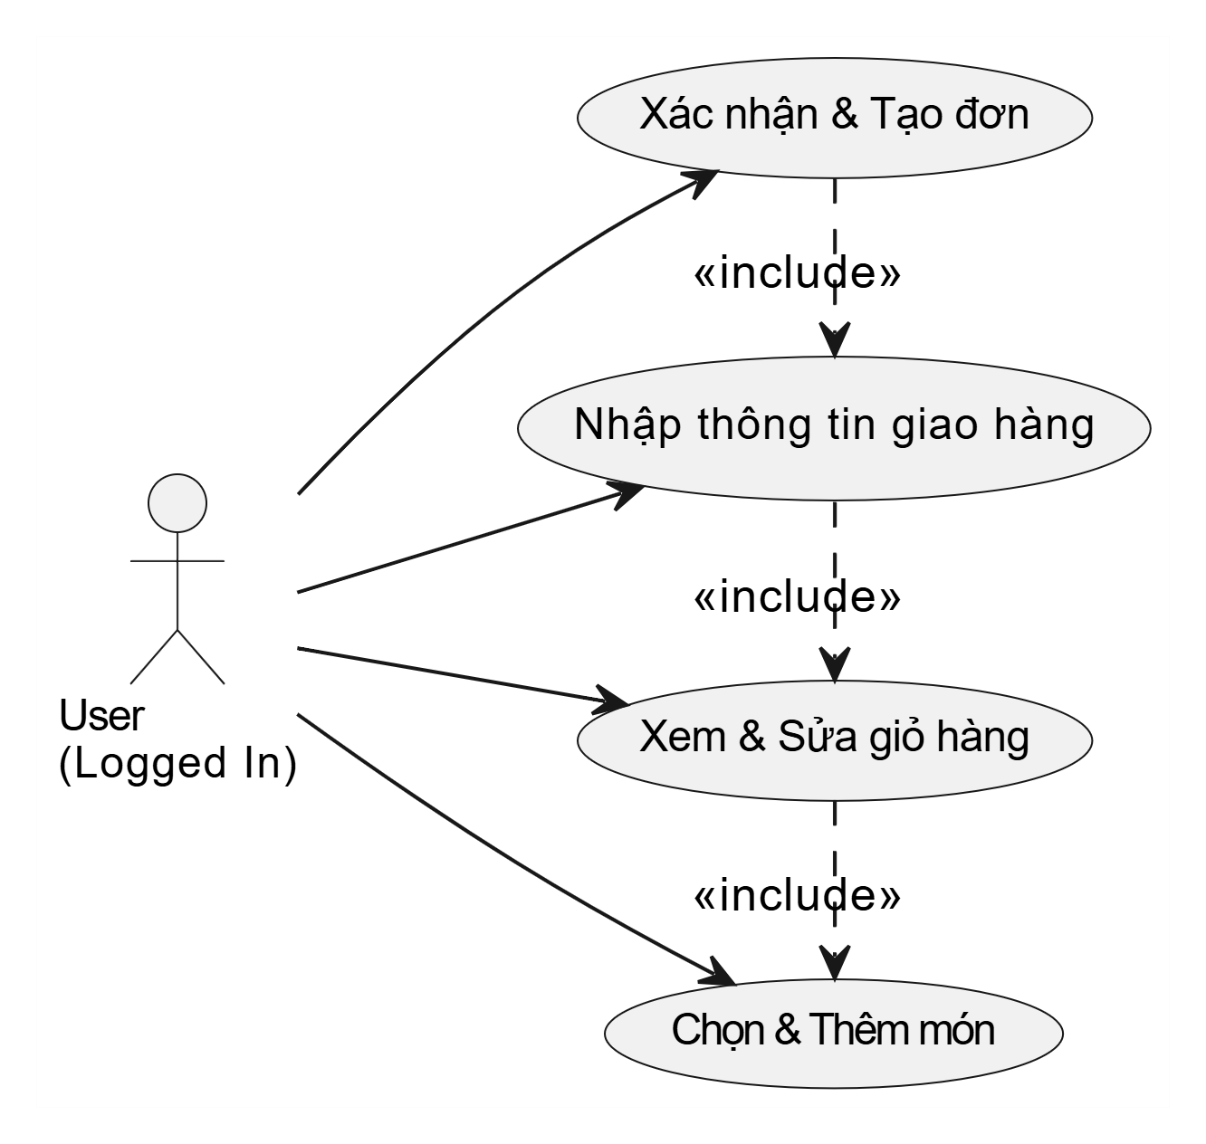 Xác nhận & Tạo đơn
«include»
Nhập thông tin giao hàng
«include»
User
(Logged In)
Xem & Sửa giỏ hàng
«include»
Chọn & Thêm món